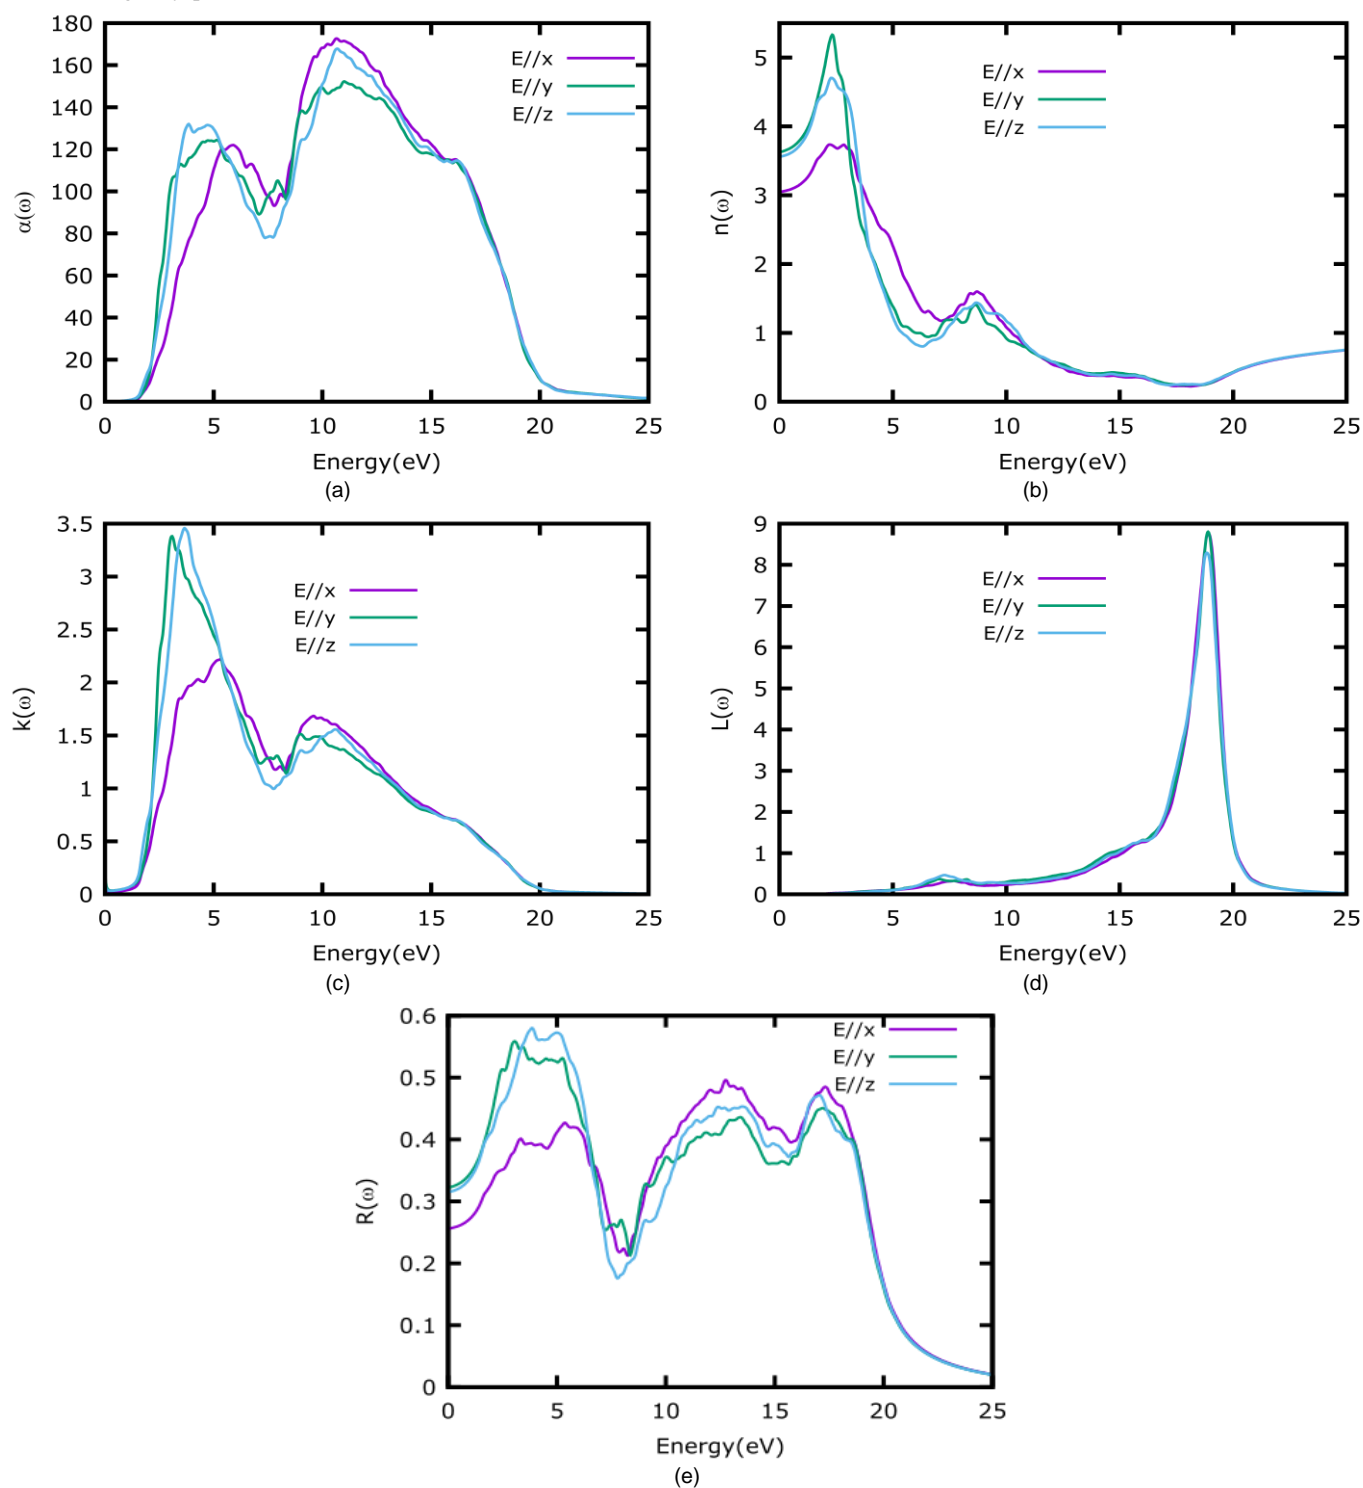 180
160
140
120
100
80
60
40
20
0
α(ω)
E//x
E//y
E//z
0 5 10 15 20 25
Energy(eV)
(a)
5
4
3
2
1
0
n(ω)
E//x
E//y
E//z
0 5 10 15 20 25
Energy(eV)
(b)
3.5
3
2.5
2
1.5
1
0.5
0
k(ω)
E//x
E//y
E//z
0 5 10 15 20 25
Energy(eV)
(c)
9
8
7
6
5
4
3
2
1
0
L(ω)
E//x
E//y
E//z
0 5 10 15 20 25
Energy(eV)
(d)
0.6
0.5
0.4
0.3
0.2
0.1
0
R(ω)
E//x
E//y
E//z
0 5 10 15 20 25
Energy(eV)
(e)